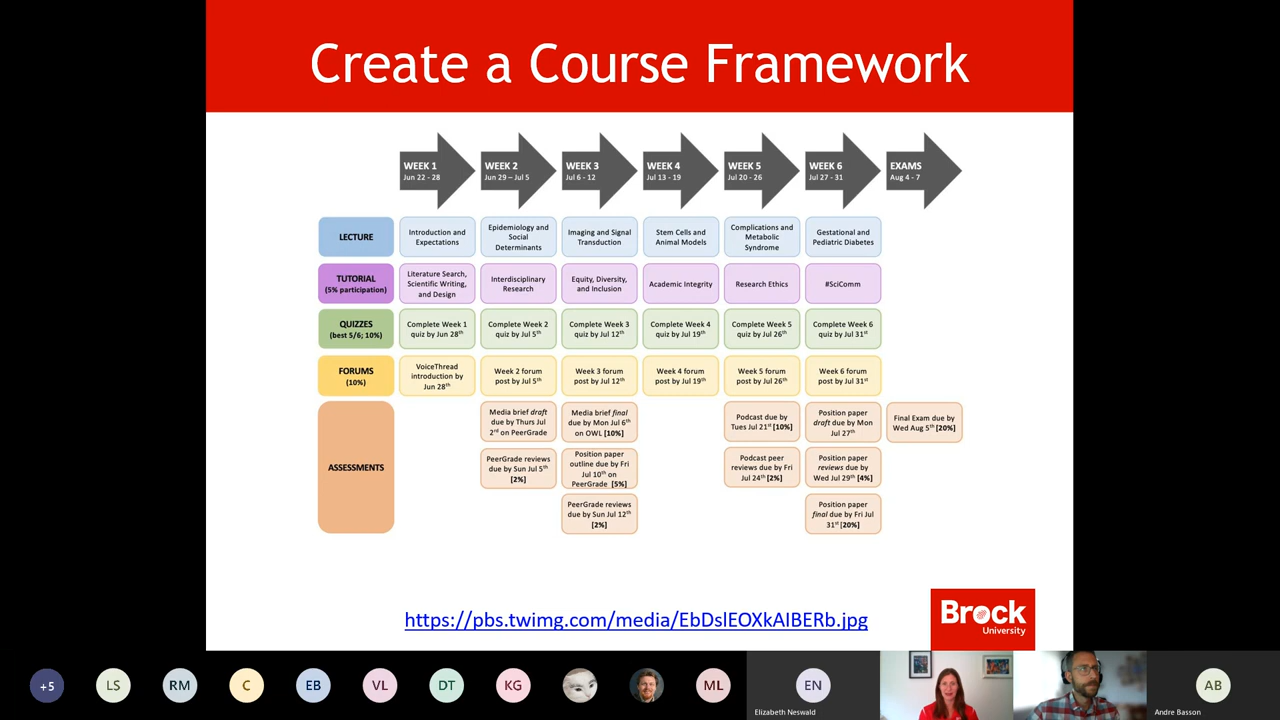 Create a Course Framework
WEEK 1
Jun 22 - 28
WEEK 2
Jun 29 – Jul 5
WEEK 3
Jul 6 - 12
WEEK 4
Jul 13 - 19
WEEK 5
Jul 20 - 26
WEEK 6
Jul 27 - 31
EXAMS
Aug 4 - 7
LECTURE
Introduction and
Expectations
Epidemiology and
Social
Determinants
Imaging and Signal
Transduction
Stem Cells and
Animal Models
Complications and
Metabolic
Syndrome
Gestational and
Pediatric Diabetes
TUTORIAL
(5% participation)
Literature Search,
Scientific Writing,
and Design
Interdisciplinary
Research
Equity, Diversity,
and Inclusion
Academic Integrity
Research Ethics
#SciComm
QUIZZES
(best 5/6; 10%)
Complete Week 1
quiz by Jun 28th
Complete Week 2
quiz by Jul 5th
Complete Week 3
quiz by Jul 12th
Complete Week 4
quiz by Jul 19th
Complete Week 5
quiz by Jul 26th
Complete Week 6
quiz by Jul 31st
FORUMS
(10%)
VoiceThread
introduction by
Jun 28th
Week 2 forum
post by Jul 5th
Week 3 forum
post by Jul 12th
Week 4 forum
post by Jul 19th
Week 5 forum
post by Jul 26th
Week 6 forum
post by Jul 31st
ASSESSMENTS
Media brief draft
due by Thurs Jul
2nd on PeerGrade
PeerGrade reviews
due by Sun Jul 5th
[2%]
Media brief final
due by Mon Jul 6th
on OWL [10%]
Position paper
outline due by Fri
Jul 10th on
PeerGrade [5%]
PeerGrade reviews
due by Sun Jul 12th
[2%]
Podcast due by
Tues Jul 21st [10%]
Podcast peer
reviews due by Fri
Jul 24th [2%]
Position paper
draft due by Mon
Jul 27th
Position paper
reviews due by
Wed Jul 29th [4%]
Position paper
final due by Fri Jul
31st [20%]
Final Exam due by
Wed Aug 5th [20%]
https://pbs.twimg.com/media/EbDslEOXkAIBERb.jpg
Brock
University
+5
LS
RM
C
EB
VL
DT
KG
ML
EN
Elizabeth Neswald
AB
Andre Basson